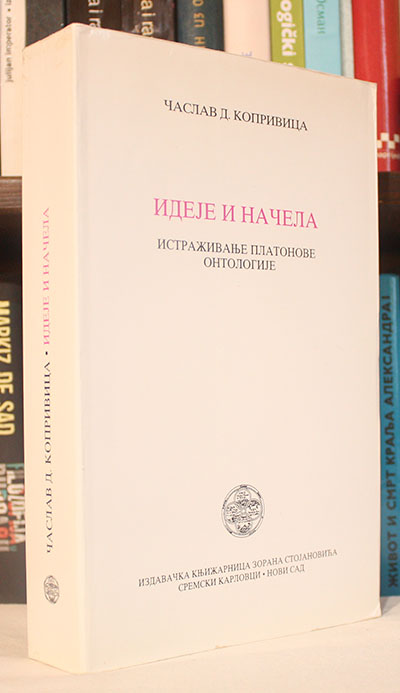 ЧАСЛАВ Д. КОПРИВИЦА
ИДЕЈЕ И НАЧЕЛА
ИСТРАЖИВАЊЕ ПЛАТОНОВЕ
ОНТОЛОГИЈЕ
ИЗДАВАЧКА КЊИЖАРНИЦА ЗОРАНА СТОЈАНОВИЋА
СРЕМСКИ КАРЛОВЦИ • НОВИ САД
ЧАСЛАВ Д. КОПРИВИЦА • ИДЕЈЕ И НАЧЕЛА
MARKIZ DE SAD
ЖИВОТ И СМРТ КРАЉА АЛЕКСАНДРА I
Осман